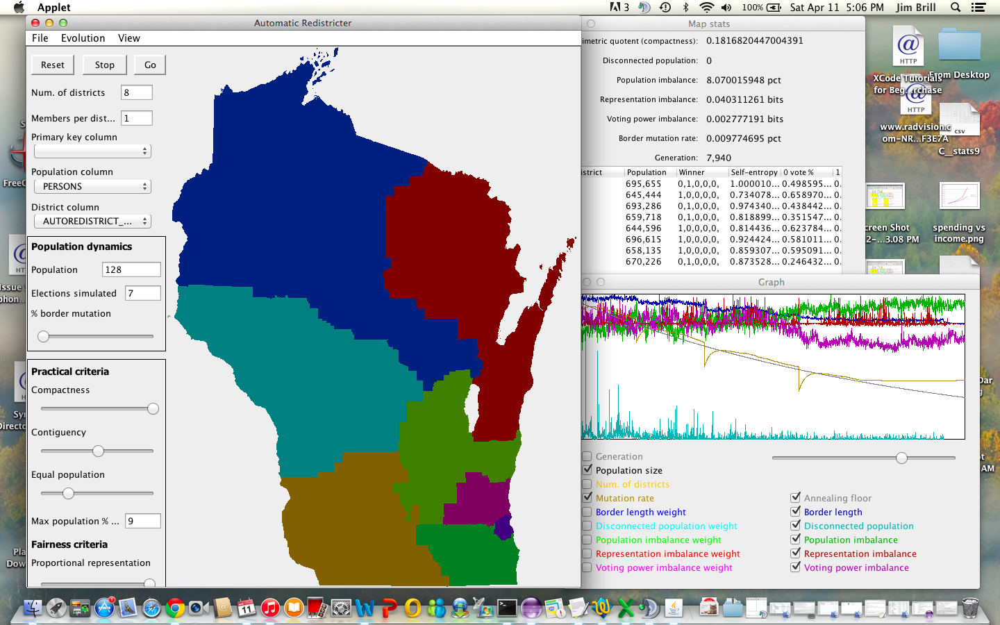 Applet
3
100%
Sat Apr 11 5:06 PM
Jim Brill
Automatic Redistricter
File Evolution View
Reset Stop Go
Num. of districts 8
Members per dist... 1
Primary key column
Population column
PERSONS
District column
AUTOREDISTRICT_...
Population dynamics
Population 128
Elections simulated 7
% border mutation
Practical criteria
Compactness
Contiguency
Equal population
Max population % ... 9
Fairness criteria
Proportional representation
Map stats
imetric quotent (compactness): 0.1816820447004391
Disconnected population: 0
Population imbalance: 8.070015948 pct
Representation imbalance: 0.040311261 bits
Voting power imbalance: 0.002777191 bits
Border mutation rate: 0.009774695 pct
Generation: 7,940
istrict Population Winner Self-entropy 0 vote % 1
695,655 0,1,0,0,0, 1.000010... 0.498595... 0.
645,444 1,0,0,0,0, 0.734078... 0.658970... 0.
693,286 0,1,0,0,0, 0.974340... 0.438442... 0.
659,718 0,1,0,0,0, 0.818899... 0.351547... 0.
644,596 1,0,0,0,0, 0.814436... 0.623784... 0.
696,615 1,0,0,0,0, 0.924424... 0.581011... 0.
658,135 1,0,0,0,0, 0.859307... 0.595091... 0.
670,226 0,1,0,0,0, 0.873528... 0.246432... 0.
Graph
Generation
Population size
Num. of districts
Mutation rate
Annealing floor
Border length weight
Border length
Disconnected population weight
Disconnected population
Population imbalance weight
Population imbalance
Representation imbalance weight
Representation imbalance
Voting power imbalance weight
Voting power imbalance
HTTP
XCode Tutorials
for Beg...rchase
From Desktop
HTTP
www.radvision.c
om-NR...F3E7A
csv
C__stats9
creen Shot
2-...3.08 PM
spending vs
income.png
AM